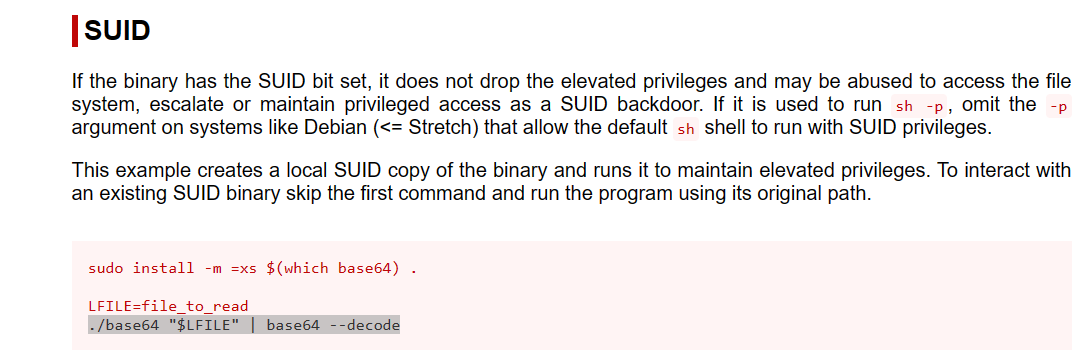 SUID
If the binary has the SUID bit set, it does not drop the elevated privileges and may be abused to access the file
system, escalate or maintain privileged access as a SUID backdoor. If it is used to run sh -p, omit the -p
argument on systems like Debian (<= Stretch) that allow the default sh shell to run with SUID privileges.
This example creates a local SUID copy of the binary and runs it to maintain elevated privileges. To interact with
an existing SUID binary skip the first command and run the program using its original path.
sudo install -m =xs $(which base64) .
LFILE=file_to_read
./base64 "$LFILE" | base64 --decode